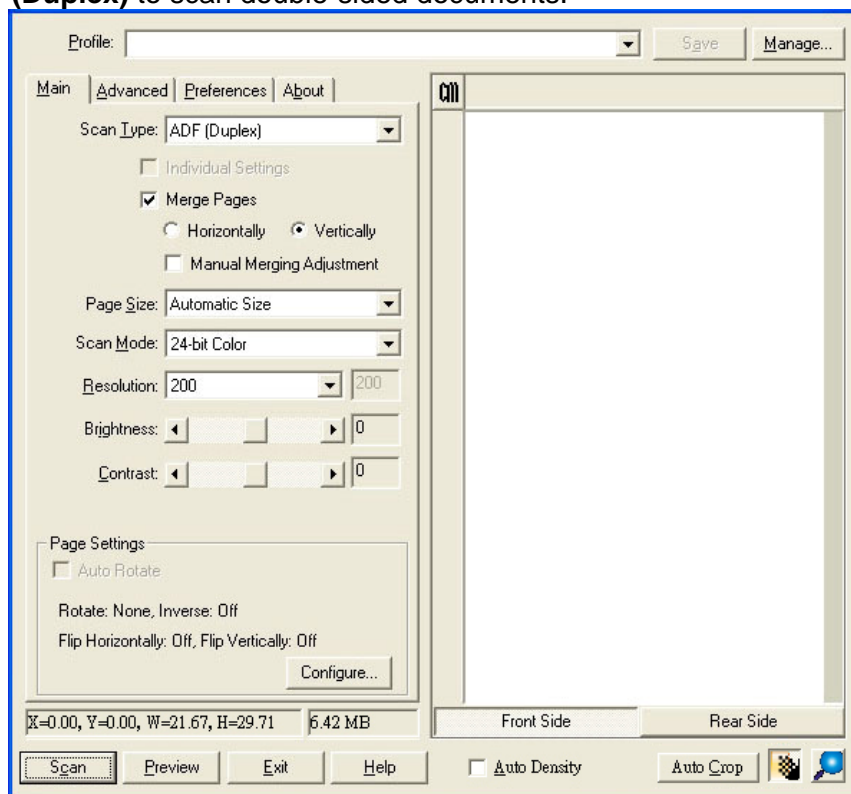 (Duplex) to scan double-sided documents.
Profile: Save Manage...
Main Advanced Preferences About
Scan Type: ADF (Duplex)
Individual Settings
Merge Pages
Horizontally Vertically
Manual Merging Adjustment
Page Size: Automatic Size
Scan Mode: 24-bit Color
Resolution: 200 200
Brightness: 0
Contrast: 0
Page Settings
Auto Rotate
Rotate: None, Inverse: Off
Flip Horizontally: Off, Flip Vertically: Off
Configure...
X=0.00, Y=0.00, W=21.67, H=29.71 6.42 MB
Front Side Rear Side
Scan Preview Exit Help Auto Density Auto Crop